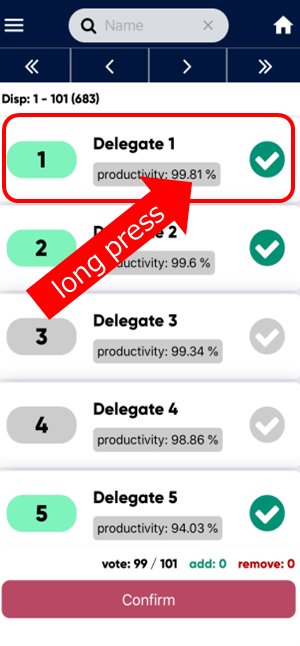 Name
Disp: 1 - 101 (683)
1
Delegate 1
productivity: 99.81 %
2
2
productivity: 99.6 %
long press
3
Delegate 3
productivity: 99.34 %
4
Delegate 4
productivity: 98.86 %
5
Delegate 5
productivity: 94.03 %
vote: 99 / 101 add: 0 remove: 0
Confirm